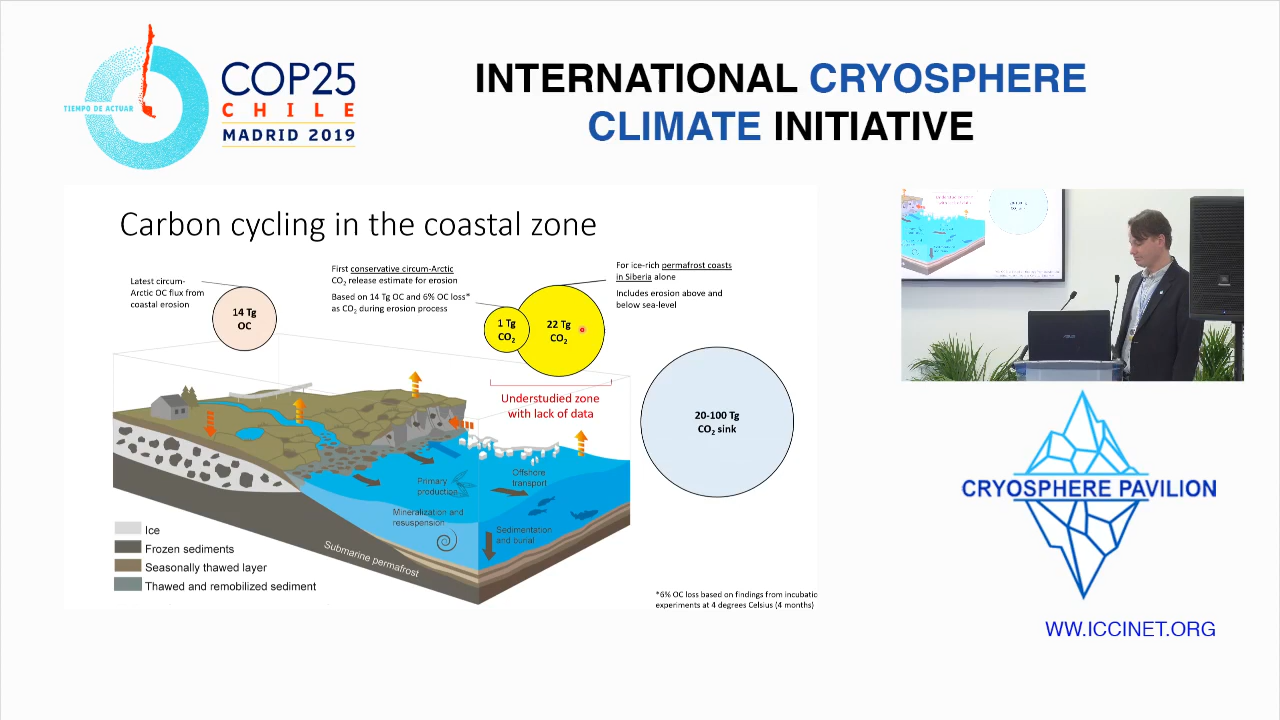 TIEMPO DE ACTUAR
COP25
CHILE
MADRID 2019
INTERNATIONAL CRYOSPHERE
CLIMATE INITIATIVE
Carbon cycling in the coastal zone
Latest circum-
Arctic OC flux from
coastal erosion
14 Tg
OC
First conservative circum-Arctic
CO₂ release estimate for erosion
Based on 14 Tg OC and 6% OC loss*
as CO₂ during erosion process
1 Tg
CO₂
22 Tg
CO₂
For ice-rich permafrost coasts
in Siberia alone
Includes erosion above and
below sea-level
Understudied zone
with lack of data
20-100 Tg
CO₂ sink
Primary
production
Offshore
transport
Mineralization and
resuspension
Sedimentation
and burial
Submarine permafrost
Ice
Frozen sediments
Seasonally thawed layer
Thawed and remobilized sediment
*6% OC loss based on findings from incubatic
experiments at 4 degrees Celsius (4 months)
CRYOSPHERE PAVILION
WW.ICCINET.ORG